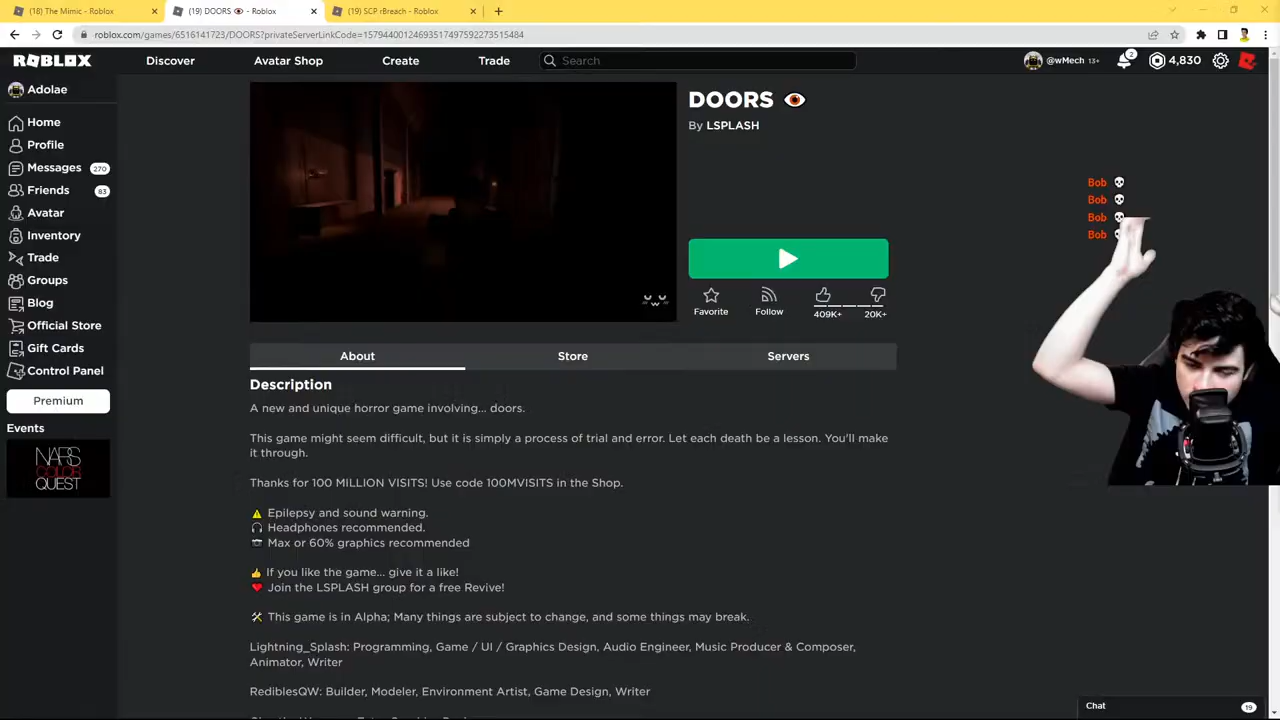 (18) The Mimic - Roblox
(19) DOORS 👁 - Roblox
(19) SCP rBreach - Roblox
roblox.com/games/6516141723/DOORS?privateServerLinkCode=15794400124693517497592273515484
ROBLOX
Discover
Avatar Shop
Create
Trade
Search
@wMech 13+
2
4,830
Adolae
Home
Profile
Messages 270
Friends 83
Avatar
Inventory
Trade
Groups
Blog
Official Store
Gift Cards
Control Panel
Premium
Events
NARS
COLOR
QUEST
DOORS 👁
By LSPLASH
Favorite
Follow
409K+
20K+
Bob 💀
Bob 💀
Bob 💀
Bob
About
Store
Servers
Description
A new and unique horror game involving... doors.
This game might seem difficult, but it is simply a process of trial and error. Let each death be a lesson. You'll make
it through.
Thanks for 100 MILLION VISITS! Use code 100MVISITS in the Shop.
⚠️ Epilepsy and sound warning.
🎧 Headphones recommended.
📷 Max or 60% graphics recommended
👍 If you like the game... give it a like!
❤️ Join the LSPLASH group for a free Revive!
🛠️ This game is in Alpha; Many things are subject to change, and some things may break.
Lightning_Splash: Programming, Game / UI / Graphics Design, Audio Engineer, Music Producer & Composer,
Animator, Writer
RediblesQW: Builder, Modeler, Environment Artist, Game Design, Writer
Chat
19